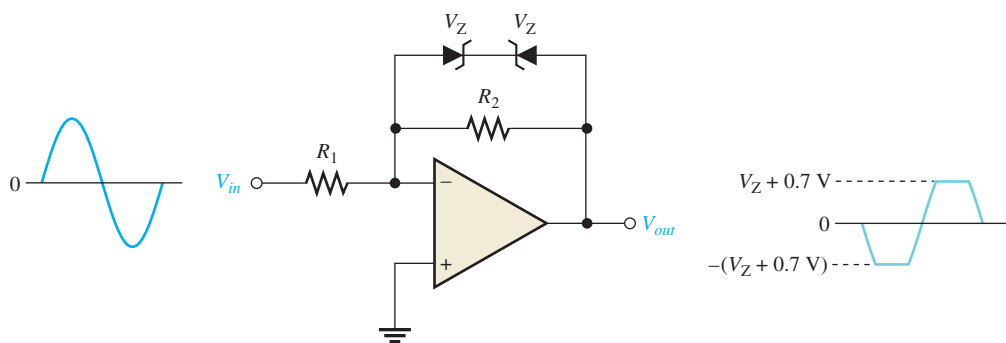 V_Z V_Z
R_2
R_1
0
V_in
−
+
V_out
V_Z + 0.7 V
0
−(V_Z + 0.7 V)